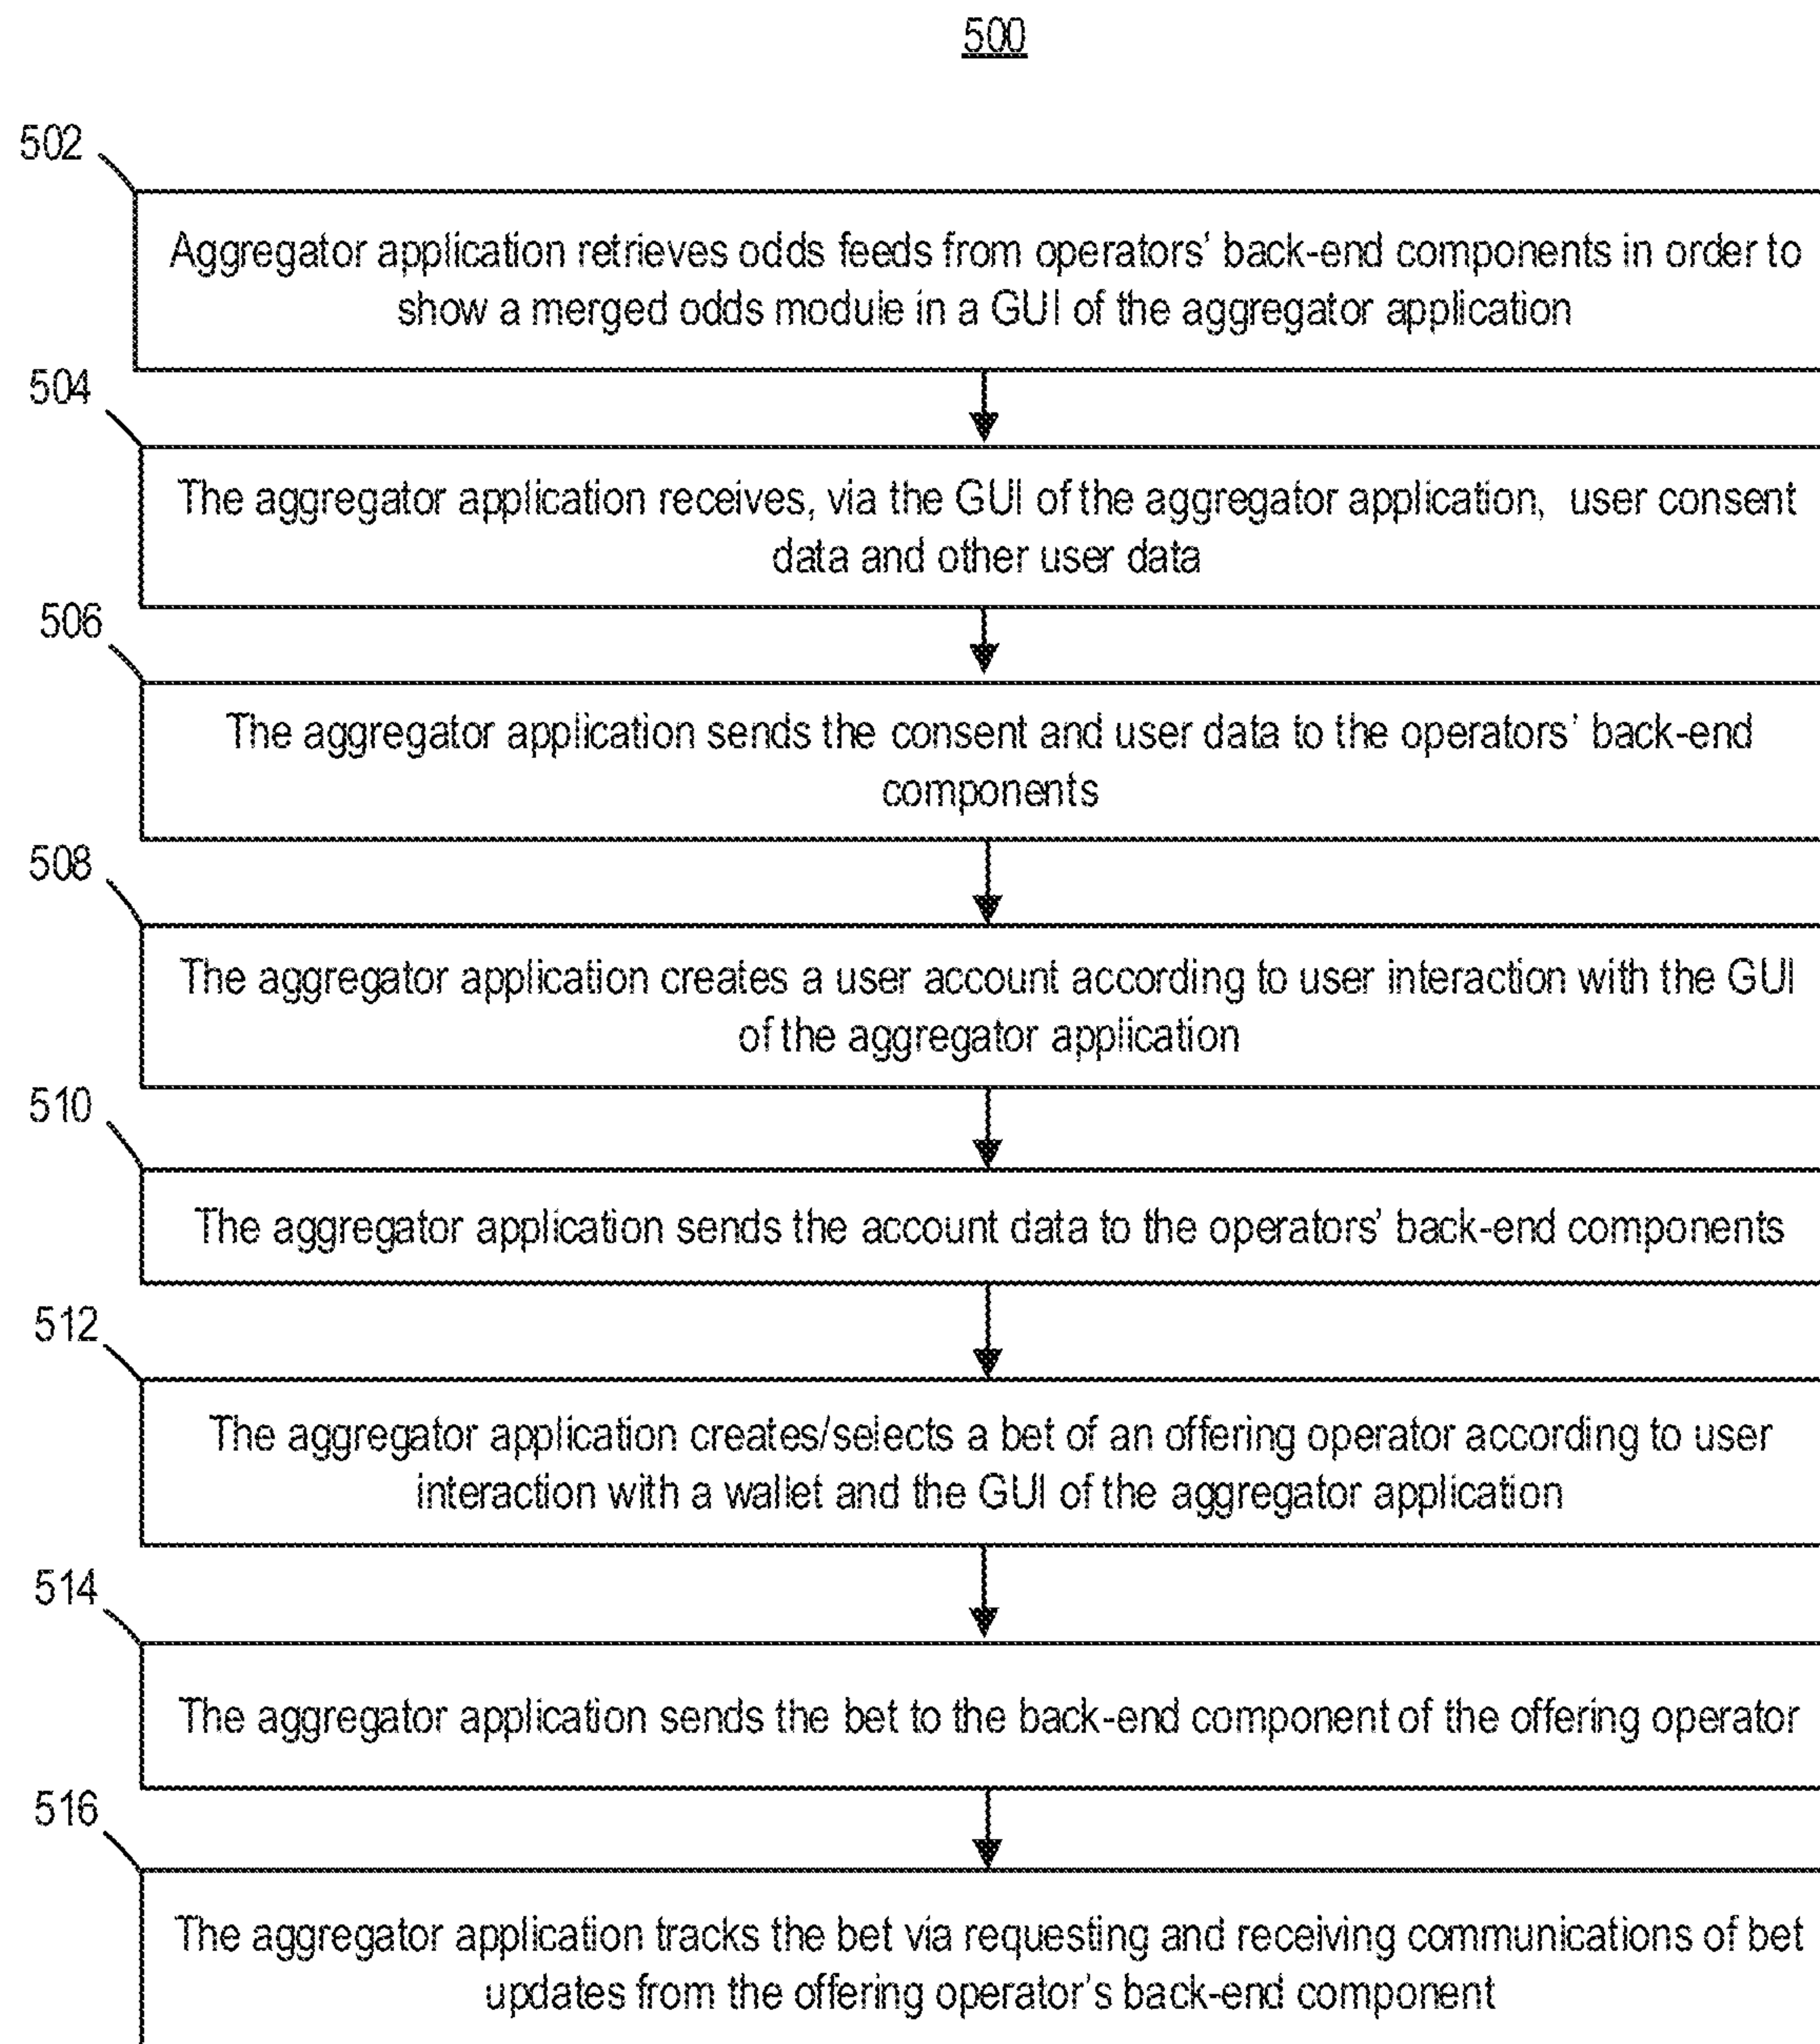 500
502
Aggregator application retrieves odds feeds from operators' back-end components in order to
show a merged odds module in a GUI of the aggregator application
504
The aggregator application receives, via the GUI of the aggregator application, user consent
data and other user data
506
The aggregator application sends the consent and user data to the operators' back-end
components
508
The aggregator application creates a user account according to user interaction with the GUI
of the aggregator application
510
The aggregator application sends the account data to the operators' back-end components
512
The aggregator application creates/selects a bet of an offering operator according to user
interaction with a wallet and the GUI of the aggregator application
514
The aggregator application sends the bet to the back-end component of the offering operator
516
The aggregator application tracks the bet via requesting and receiving communications of bet
updates from the offering operator's back-end component